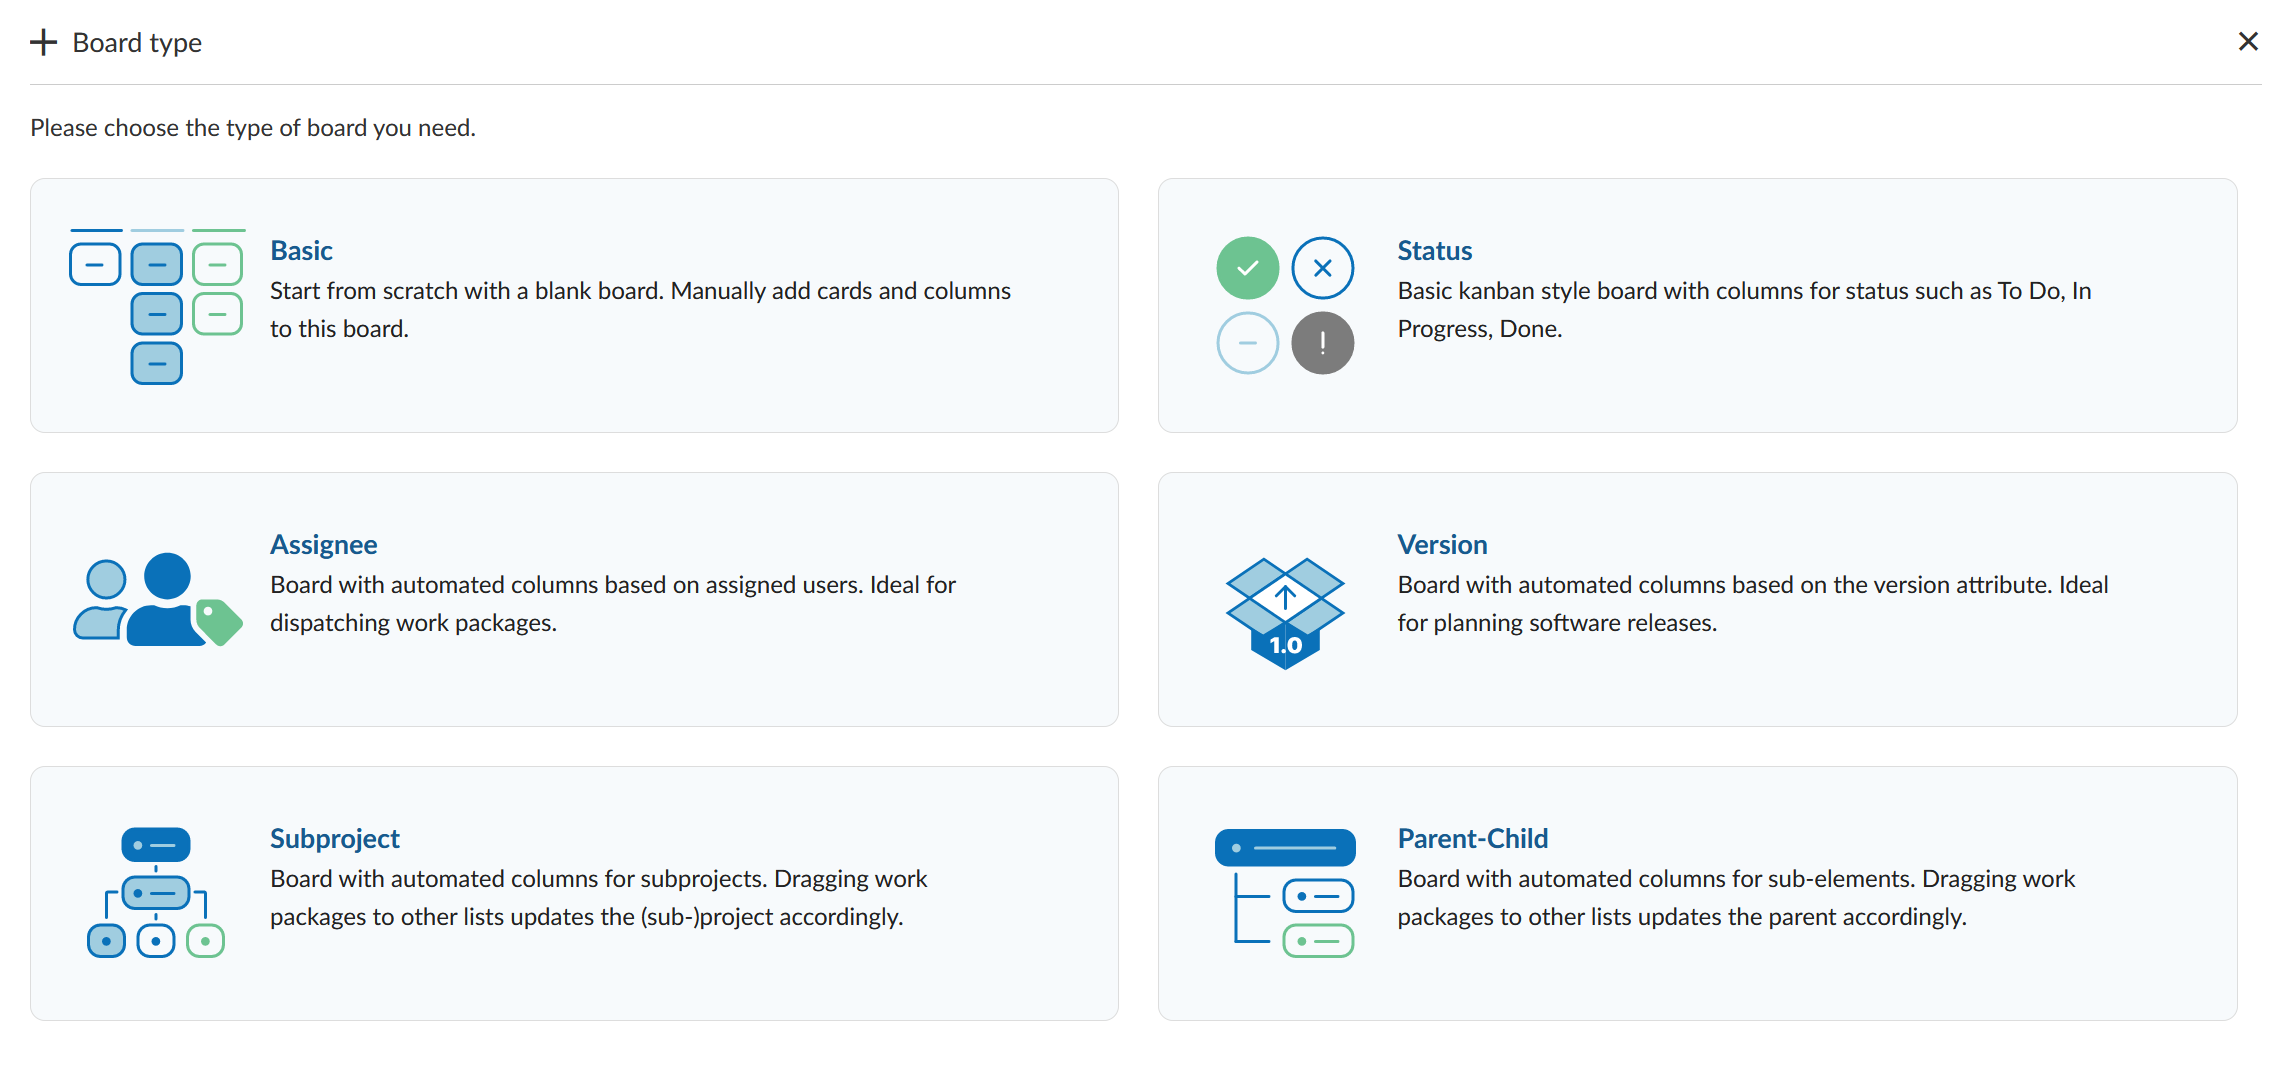 Board type
Please choose the type of board you need.
Basic
Start from scratch with a blank board. Manually add cards and columns
to this board.
Status
Basic kanban style board with columns for status such as To Do, In
Progress, Done.
Assignee
Board with automated columns based on assigned users. Ideal for
dispatching work packages.
Version
Board with automated columns based on the version attribute. Ideal
for planning software releases.
1.0
Subproject
Board with automated columns for subprojects. Dragging work
packages to other lists updates the (sub-)project accordingly.
Parent-Child
Board with automated columns for sub-elements. Dragging work
packages to other lists updates the parent accordingly.